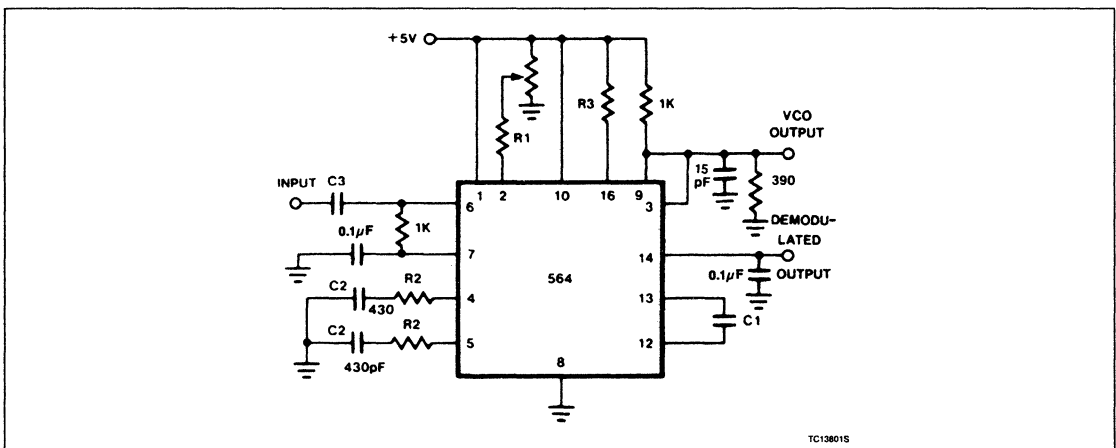 +5V
R1
R3
1K
VCO
OUTPUT
15
pF
390
INPUT
C3
1
2
10
16
9
6
3
1K
DEMODU-
LATED
OUTPUT
0.1μF
7
14
0.1μF
564
C2
430
R2
4
13
C1
C2
430pF
R2
5
12
8
TC13801S